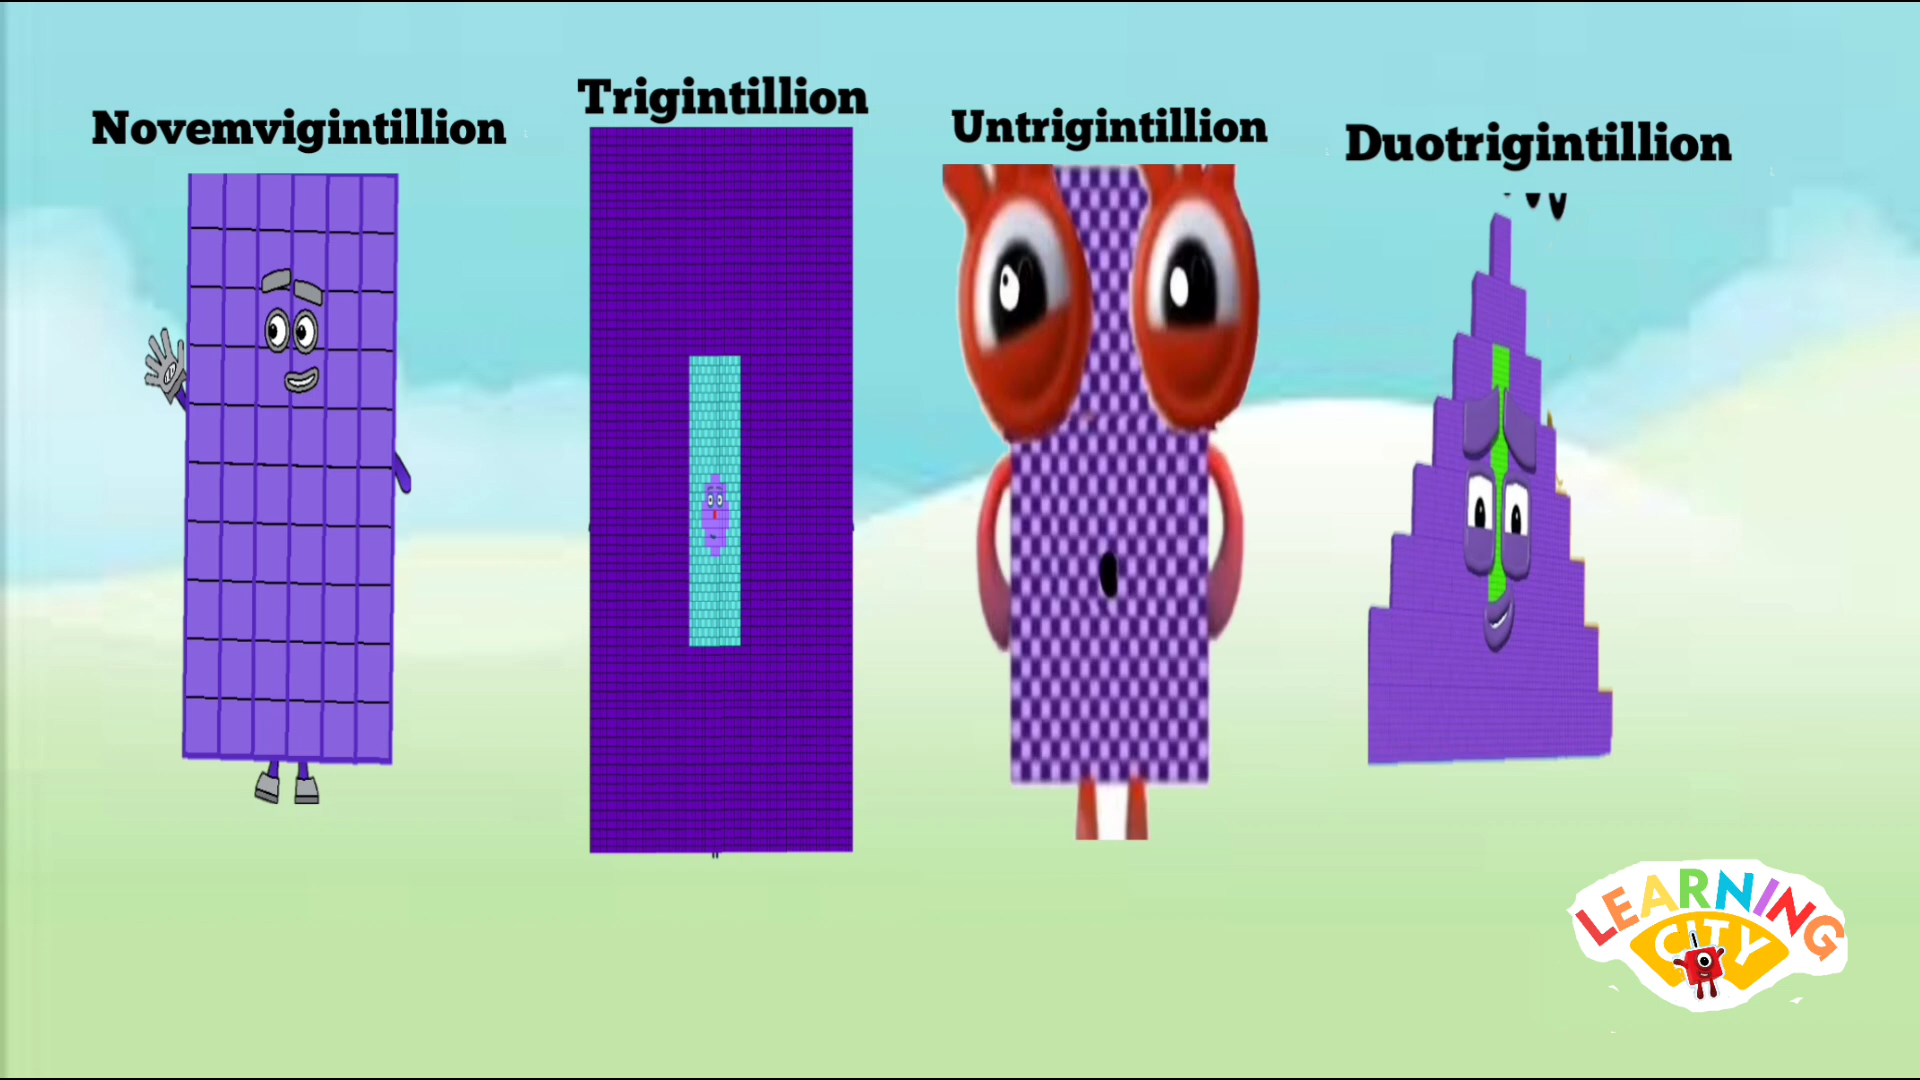 Novemvigintillion
Trigintillion
Untrigintillion
Duotrigintillion
LEARNING
CITY